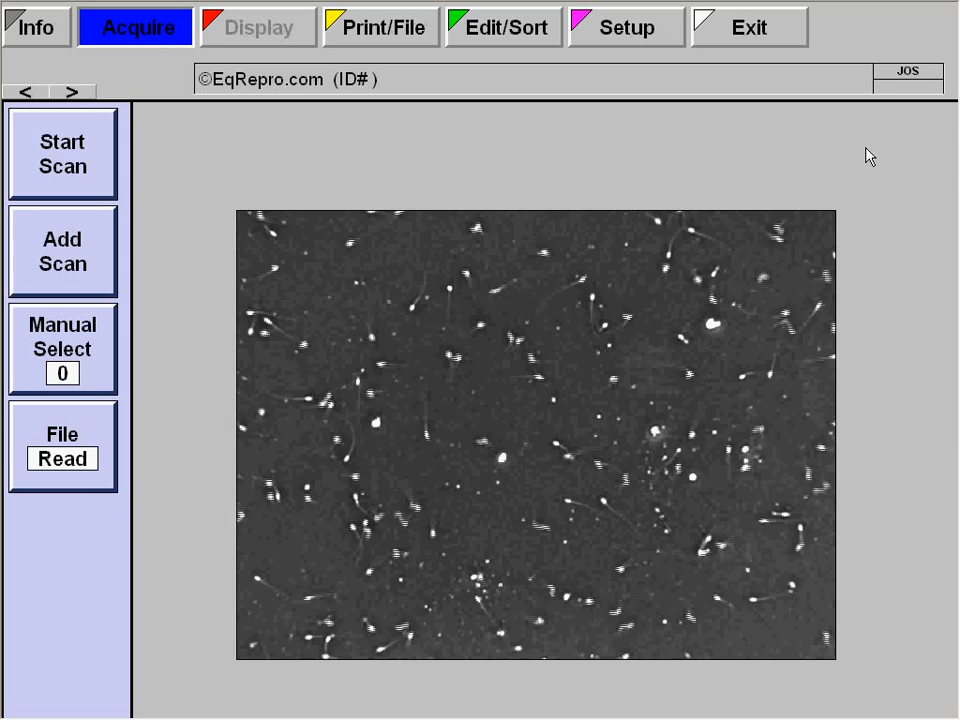 Info
Acquire
Display
Print/File
Edit/Sort
Setup
Exit
< >
©EqRepro.com (ID# )
JOS
Start
Scan
Add
Scan
Manual
Select
0
File
Read